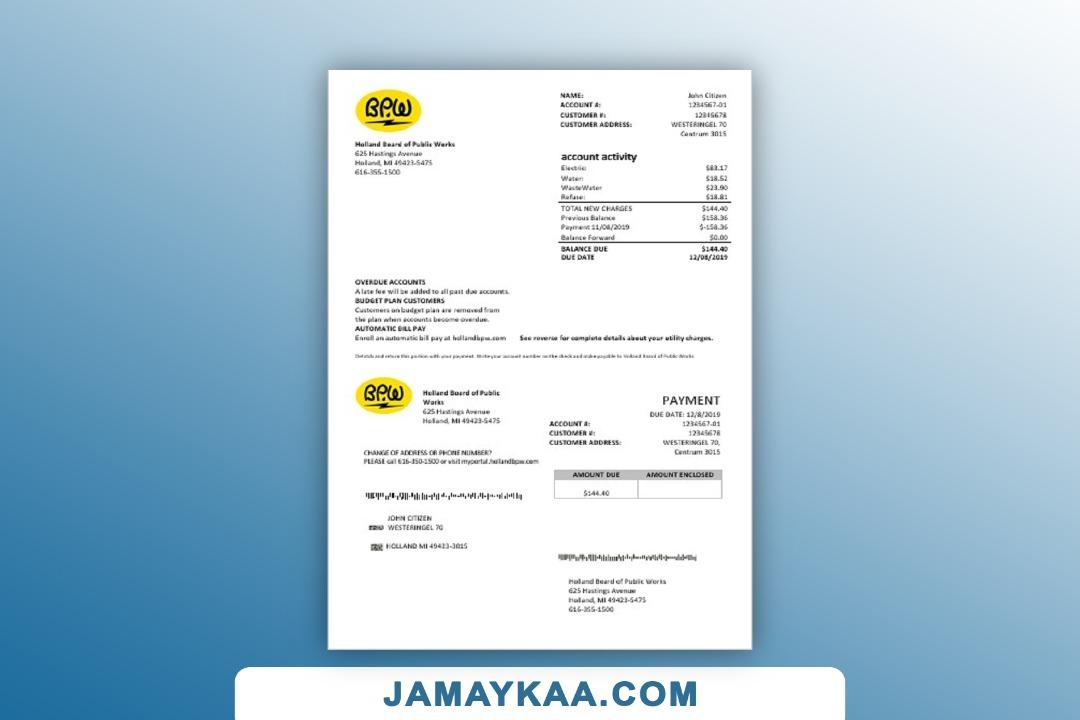 BPW
Holland Board of Public Works
625 Hastings Avenue
Holland, MI 49423-5475
616-355-1500
NAME: John Citizen
ACCOUNT #: 1234567-01
CUSTOMER #: 12345678
CUSTOMER ADDRESS: WESTERINGEL 70
Centrum 3015
account activity
Electric: $83.17
Water: $18.52
WasteWater $23.90
Refuse: $18.81
TOTAL NEW CHARGES $144.40
Previous Balance $158.36
Payment 11/08/2019 $-158.36
Balance Forward $0.00
BALANCE DUE $144.40
DUE DATE 12/08/2019
OVERDUE ACCOUNTS
A late fee will be added to all past due accounts.
BUDGET PLAN CUSTOMERS
Customers on budget plan are removed from
the plan when accounts become overdue.
AUTOMATIC BILL PAY
Enroll an automatic bill pay at hollandbpw.com See reverse for complete details about your utility charges.
and return this portion with your payment. Write your account number on the check and make payable to Holland Board of Public Works
BPW
Holland Board of Public
Works
625 Hastings Avenue
Holland, MI 49423-5475
PAYMENT
DUE DATE: 12/8/2019
ACCOUNT #: 1234567-01
CUSTOMER #: 12345678
CUSTOMER ADDRESS: WESTERINGEL 70,
Centrum 3015
CHANGE OF ADDRESS OR PHONE NUMBER?
PLEASE call 616-350-1500 or visit myportal.hollandbpw.com
AMOUNT DUE AMOUNT ENCLOSED
$144.40
JOHN CITIZEN
WESTERINGEL 70
HOLLAND MI 49423-3015
Holland Board of Public Works
625 Hastings Avenue
Holland, MI 49423-5475
616-355-1500
JAMAYKAA.COM